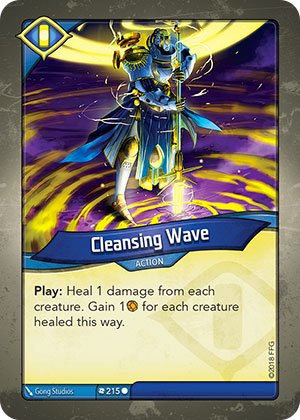 Cleansing Wave
ACTION
Play: Heal 1 damage from each
creature. Gain 1 for each creature
healed this way.
©2018 FFG
Gong Studios
215